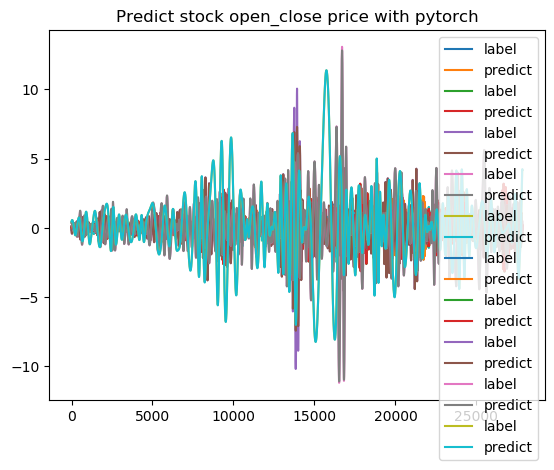 Predict stock open_close price with pytorch
label
predict
label
predict
label
predict
label
predict
label
predict
label
predict
label
predict
label
predict
label
predict
label
predict
10
5
0
−5
−10
0
5000
10000
15000
20000
25000